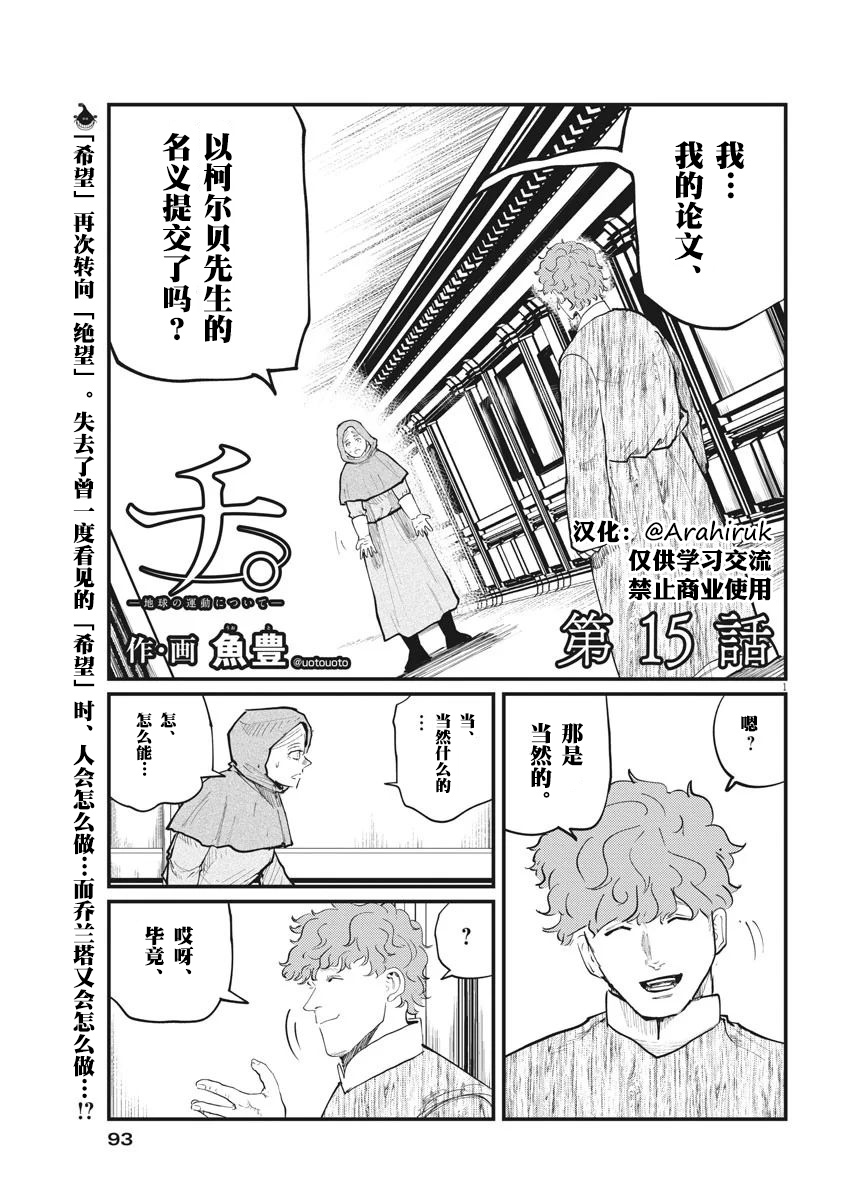 我…
我的论文、
以柯尔贝先生的
名义提交了吗？
「希望」再次转向「绝望」。失去了曾一度看见的「希望」时、人会怎么做…而乔兰塔又会怎么做…!?
チ。
―地球の運動について―
作・画 魚豊
うお と
@uotouoto
汉化：@Arahiruk
仅供学习交流
禁止商业使用
第 15 話
1
嗯？
那是
当然的。
当、
当然什么的
…
怎、
怎么能…
？
哎呀、
毕竟、
93